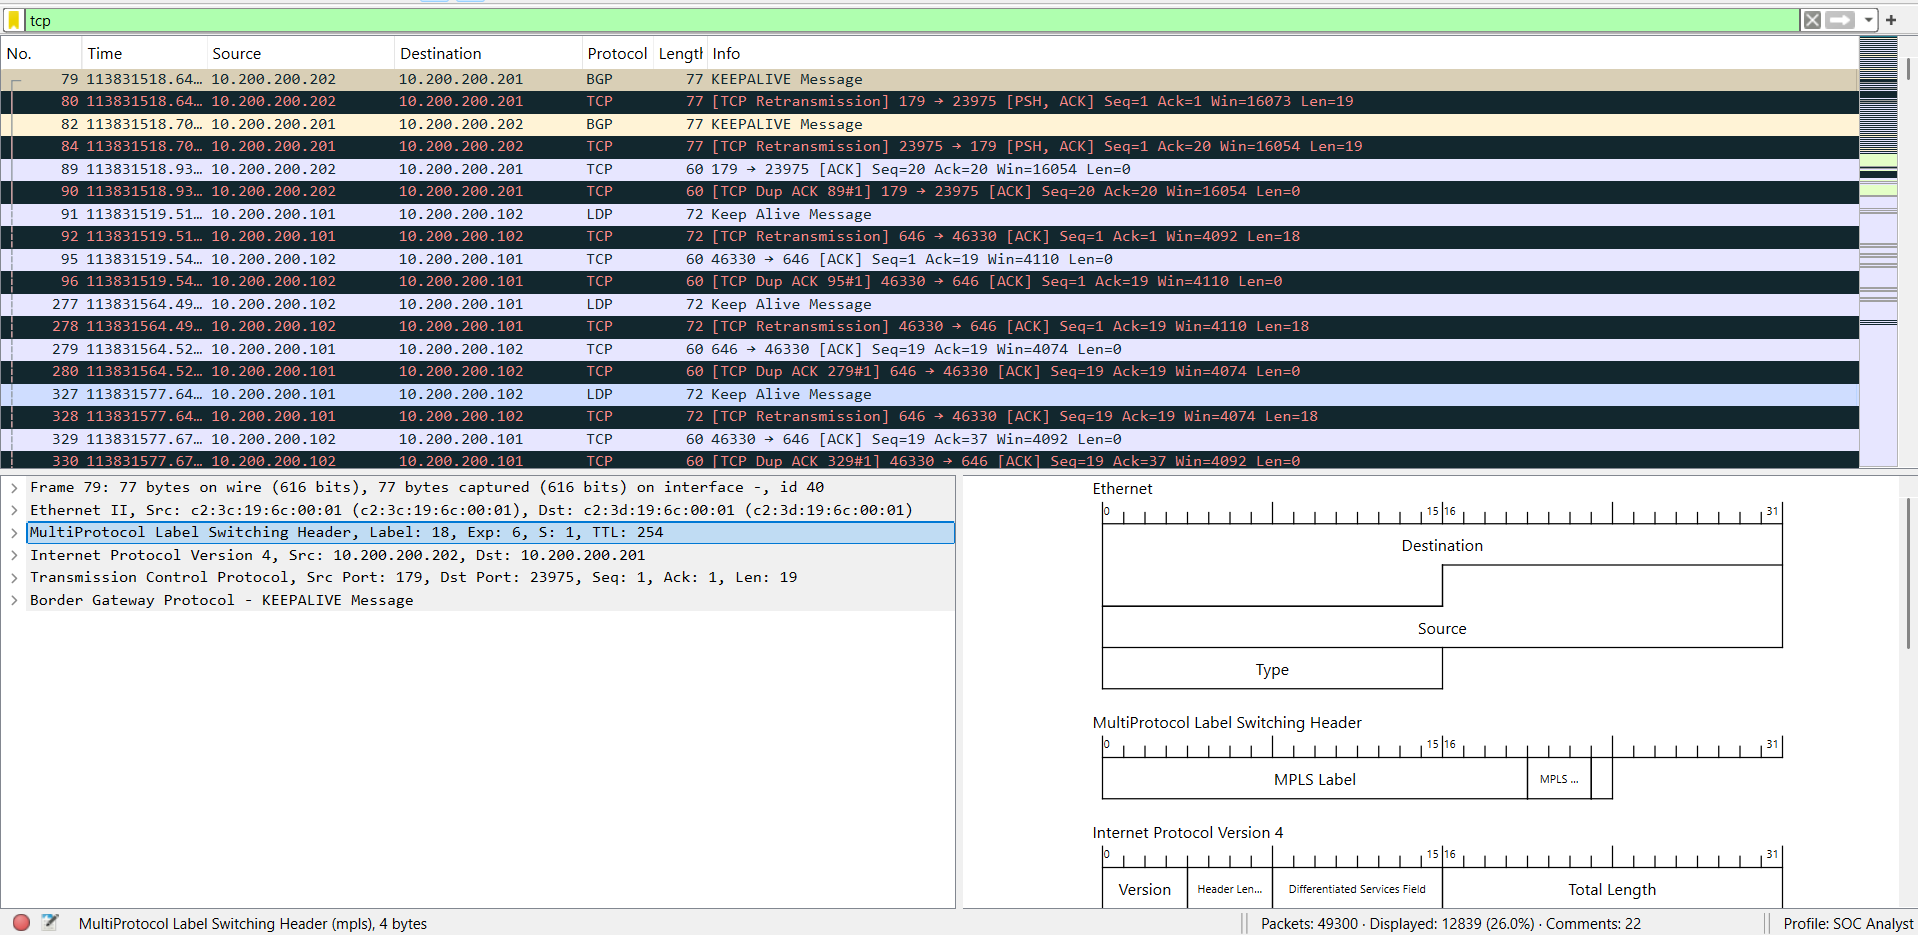 tcp
No. Time Source Destination Protocol Length Info
79 113831518.64… 10.200.200.202 10.200.200.201 BGP 77 KEEPALIVE Message
80 113831518.64… 10.200.200.202 10.200.200.201 TCP 77 [TCP Retransmission] 179 → 23975 [PSH, ACK] Seq=1 Ack=1 Win=16073 Len=19
82 113831518.70… 10.200.200.201 10.200.200.202 BGP 77 KEEPALIVE Message
84 113831518.70… 10.200.200.201 10.200.200.202 TCP 77 [TCP Retransmission] 23975 → 179 [PSH, ACK] Seq=1 Ack=20 Win=16054 Len=19
89 113831518.93… 10.200.200.202 10.200.200.201 TCP 60 179 → 23975 [ACK] Seq=20 Ack=20 Win=16054 Len=0
90 113831518.93… 10.200.200.202 10.200.200.201 TCP 60 [TCP Dup ACK 89#1] 179 → 23975 [ACK] Seq=20 Ack=20 Win=16054 Len=0
91 113831519.51… 10.200.200.101 10.200.200.102 LDP 72 Keep Alive Message
92 113831519.51… 10.200.200.101 10.200.200.102 TCP 72 [TCP Retransmission] 646 → 46330 [ACK] Seq=1 Ack=1 Win=4092 Len=18
95 113831519.54… 10.200.200.102 10.200.200.101 TCP 60 46330 → 646 [ACK] Seq=1 Ack=19 Win=4110 Len=0
96 113831519.54… 10.200.200.102 10.200.200.101 TCP 60 [TCP Dup ACK 95#1] 46330 → 646 [ACK] Seq=1 Ack=19 Win=4110 Len=0
277 113831564.49… 10.200.200.102 10.200.200.101 LDP 72 Keep Alive Message
278 113831564.49… 10.200.200.102 10.200.200.101 TCP 72 [TCP Retransmission] 46330 → 646 [ACK] Seq=1 Ack=19 Win=4110 Len=18
279 113831564.52… 10.200.200.101 10.200.200.102 TCP 60 646 → 46330 [ACK] Seq=19 Ack=19 Win=4074 Len=0
280 113831564.52… 10.200.200.101 10.200.200.102 TCP 60 [TCP Dup ACK 279#1] 646 → 46330 [ACK] Seq=19 Ack=19 Win=4074 Len=0
327 113831577.64… 10.200.200.101 10.200.200.102 LDP 72 Keep Alive Message
328 113831577.64… 10.200.200.101 10.200.200.102 TCP 72 [TCP Retransmission] 646 → 46330 [ACK] Seq=19 Ack=19 Win=4074 Len=18
329 113831577.67… 10.200.200.102 10.200.200.101 TCP 60 46330 → 646 [ACK] Seq=19 Ack=37 Win=4092 Len=0
330 113831577.67… 10.200.200.102 10.200.200.101 TCP 60 [TCP Dup ACK 329#1] 46330 → 646 [ACK] Seq=19 Ack=37 Win=4092 Len=0
Frame 79: 77 bytes on wire (616 bits), 77 bytes captured (616 bits) on interface -, id 40
Ethernet II, Src: c2:3c:19:6c:00:01 (c2:3c:19:6c:00:01), Dst: c2:3d:19:6c:00:01 (c2:3d:19:6c:00:01)
MultiProtocol Label Switching Header, Label: 18, Exp: 6, S: 1, TTL: 254
Internet Protocol Version 4, Src: 10.200.200.202, Dst: 10.200.200.201
Transmission Control Protocol, Src Port: 179, Dst Port: 23975, Seq: 1, Ack: 1, Len: 19
Border Gateway Protocol - KEEPALIVE Message
Ethernet
0 15 16 31
Destination
Source
Type
MultiProtocol Label Switching Header
0 15 16 31
MPLS Label MPLS …
Internet Protocol Version 4
0 15 16 31
Version Header Len… Differentiated Services Field Total Length
MultiProtocol Label Switching Header (mpls), 4 bytes Packets: 49300 · Displayed: 12839 (26.0%) · Comments: 22 Profile: SOC Analyst